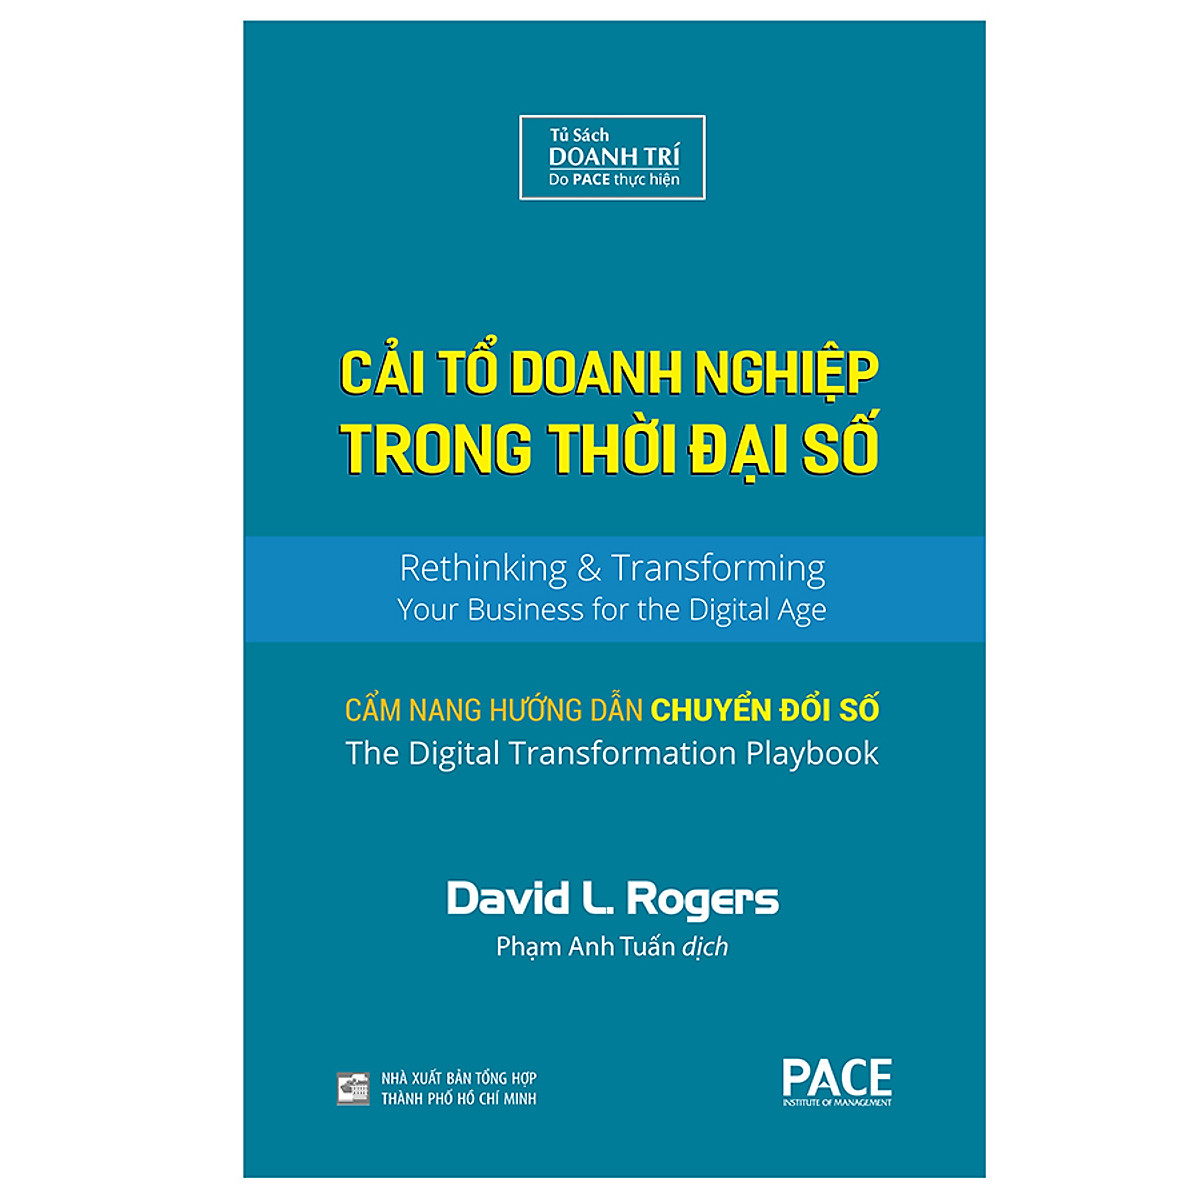 Tủ Sách
DOANH TRÍ
Do PACE thực hiện
CẢI TỔ DOANH NGHIỆP
TRONG THỜI ĐẠI SỐ
Rethinking & Transforming
Your Business for the Digital Age
CẨM NANG HƯỚNG DẪN CHUYỂN ĐỔI SỐ
The Digital Transformation Playbook
David L. Rogers
Phạm Anh Tuấn dịch
NHÀ XUẤT BẢN TỔNG HỢP
THÀNH PHỐ HỒ CHÍ MINH
PACE
INSTITUTE OF MANAGEMENT